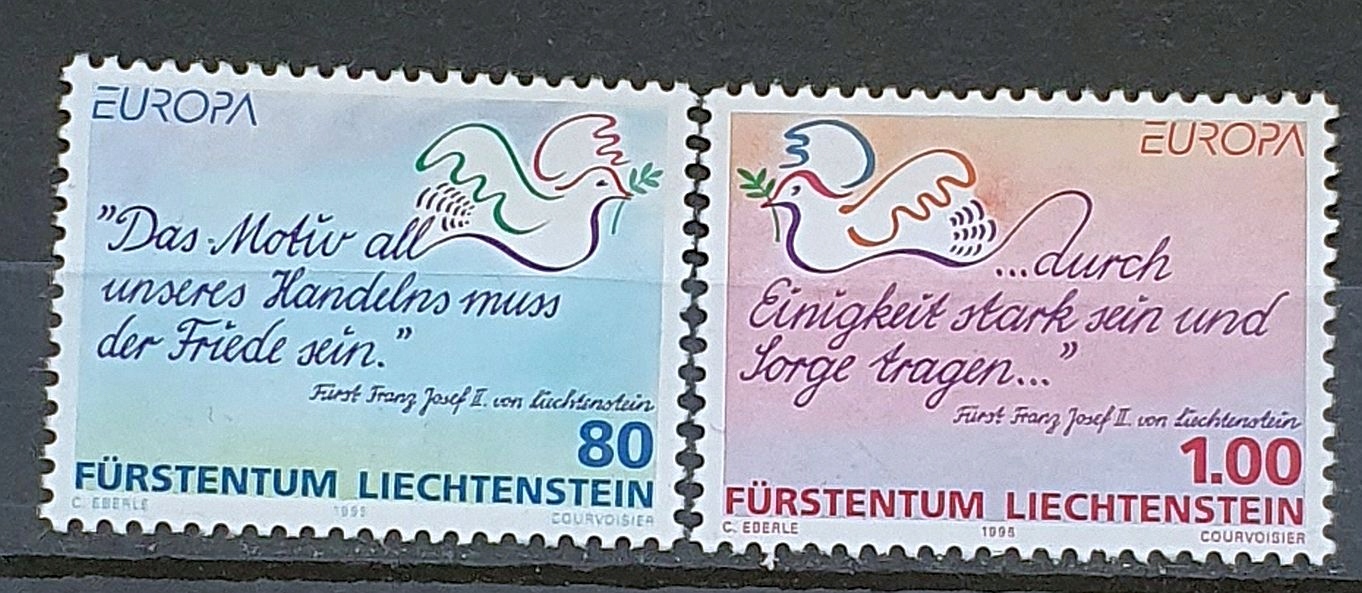 EUROPA
"Das Motiv all
unseres Handelns muss
der Friede sein."
Fürst Franz Josef II. von Liechtenstein
80
FÜRSTENTUM LIECHTENSTEIN
C. EBERLE 1995 COURVOISIER
EUROPA
...durch
Einigkeit stark sein und
Sorge tragen..."
Fürst Franz Josef II. von Liechtenstein
1.00
FÜRSTENTUM LIECHTENSTEIN
C. EBERLE 1995 COURVOISIER